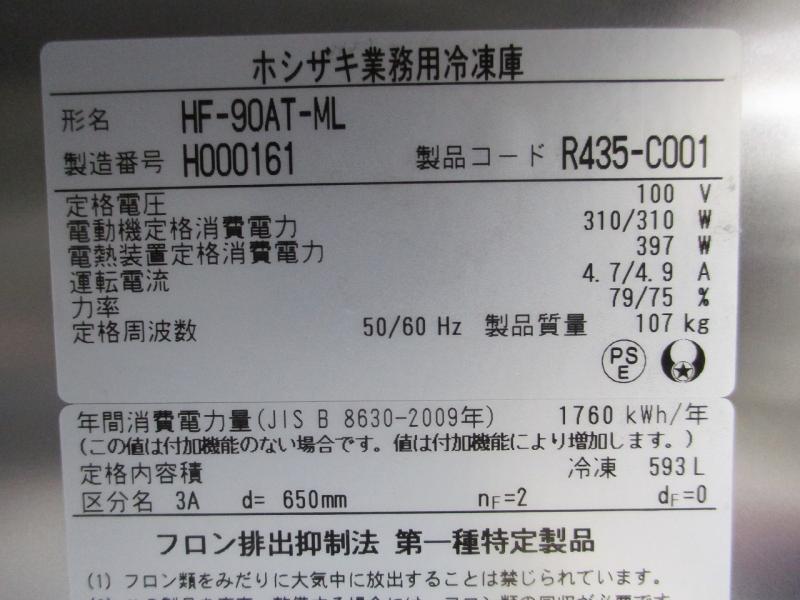 ホシザキ業務用冷凍庫
形名 HF-90AT-ML
製造番号 H000161 製品コード R435-C001
定格電圧 100 V
電動機定格消費電力 310/310 W
電熱装置定格消費電力 397 W
運転電流 4.7/4.9 A
力率 79/75 %
定格周波数 50/60 Hz 製品質量 107 kg
PS
E
年間消費電力量(JIS B 8630-2009年) 1760 kWh/年
(この値は付加機能のない場合です。値は付加機能により増加します。)
定格内容積 冷凍 593 L
区分名 3A d= 650mm nF=2 dF=0
フロン排出抑制法 第一種特定製品
(1) フロン類をみだりに大気中に放出することは禁じられています。